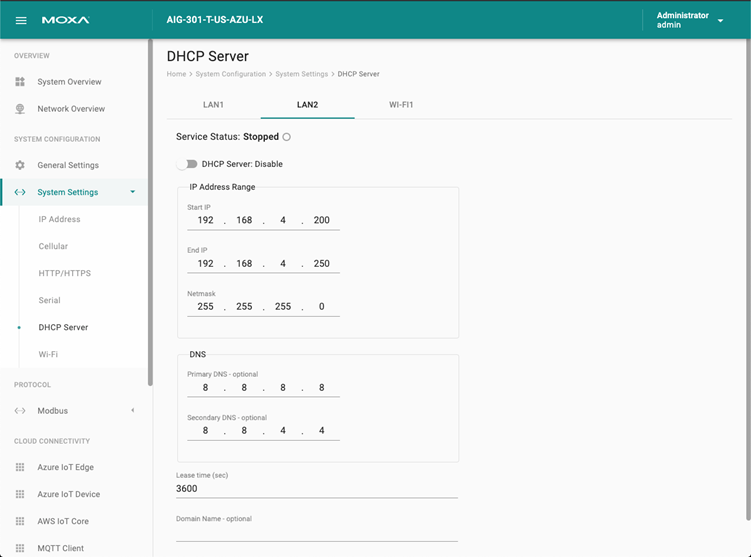 MOXA
AIG-301-T-US-AZU-LX
Administrator
admin
OVERVIEW
System Overview
Network Overview
SYSTEM CONFIGURATION
General Settings
System Settings
IP Address
Cellular
HTTP/HTTPS
Serial
DHCP Server
Wi-Fi
PROTOCOL
Modbus
CLOUD CONNECTIVITY
Azure IoT Edge
Azure IoT Device
AWS IoT Core
MQTT Client
DHCP Server
Home > System Configuration > System Settings > DHCP Server
LAN1 LAN2 WI-FI1
Service Status: Stopped
DHCP Server: Disable
IP Address Range
Start IP
192 . 168 . 4 . 200
End IP
192 . 168 . 4 . 250
Netmask
255 . 255 . 255 . 0
DNS
Primary DNS - optional
8 . 8 . 8 . 8
Secondary DNS - optional
8 . 8 . 4 . 4
Lease time (sec)
3600
Domain Name - optional